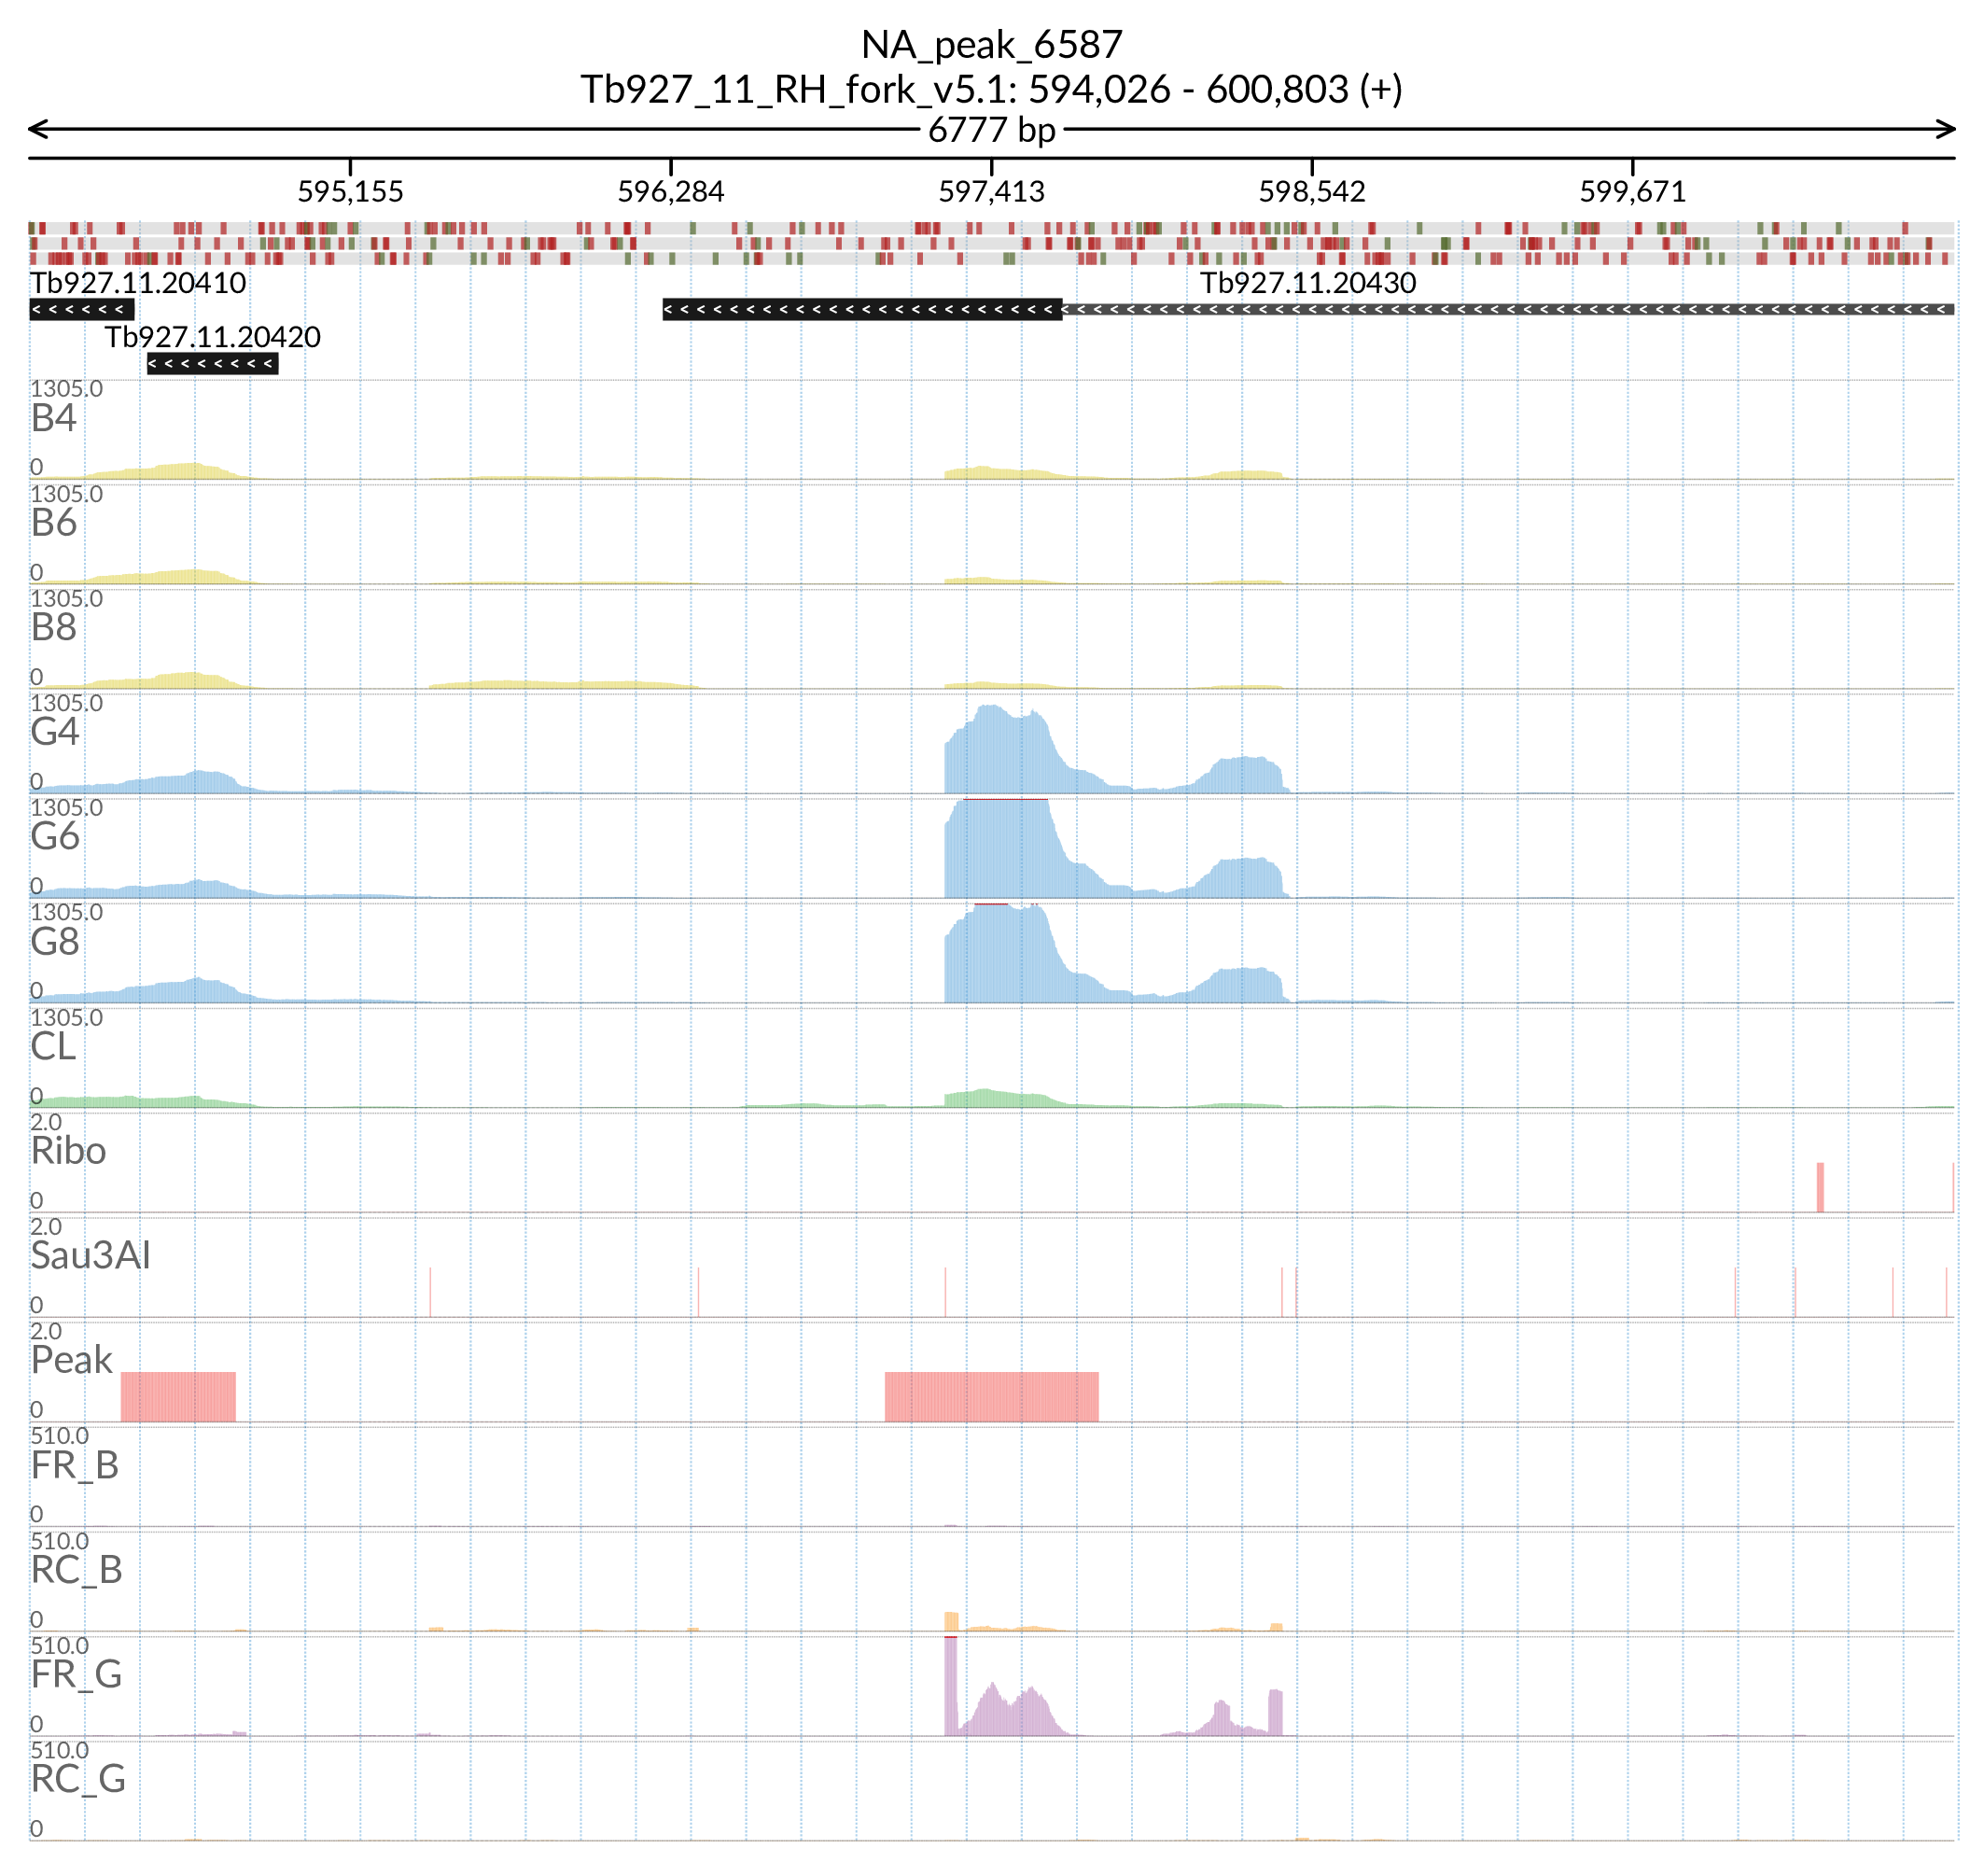 NA_peak_6587
Tb927_11_RH_fork_v5.1: 594,026 - 600,803 (+)
6777 bp
595,155 596,284 597,413 598,542 599,671
Tb927.11.20410 Tb927.11.20430
Tb927.11.20420
1305.0
B4
0
1305.0
B6
0
1305.0
B8
0
1305.0
G4
0
1305.0
G6
0
1305.0
G8
0
1305.0
CL
0
2.0
Ribo
0
2.0
Sau3AI
0
2.0
Peak
0
510.0
FR_B
0
510.0
RC_B
0
510.0
FR_G
0
510.0
RC_G
0